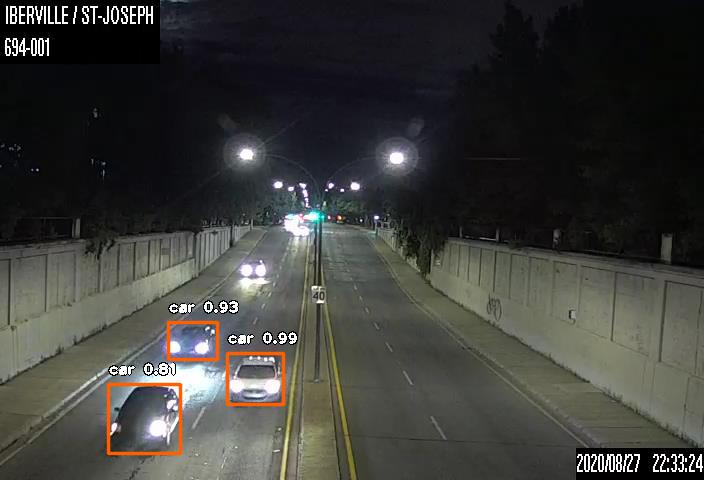 IBERVILLE / ST-JOSEPH
694-001
40
car 0.93
car 0.99
car 0.81
2020/08/27 22:33:24